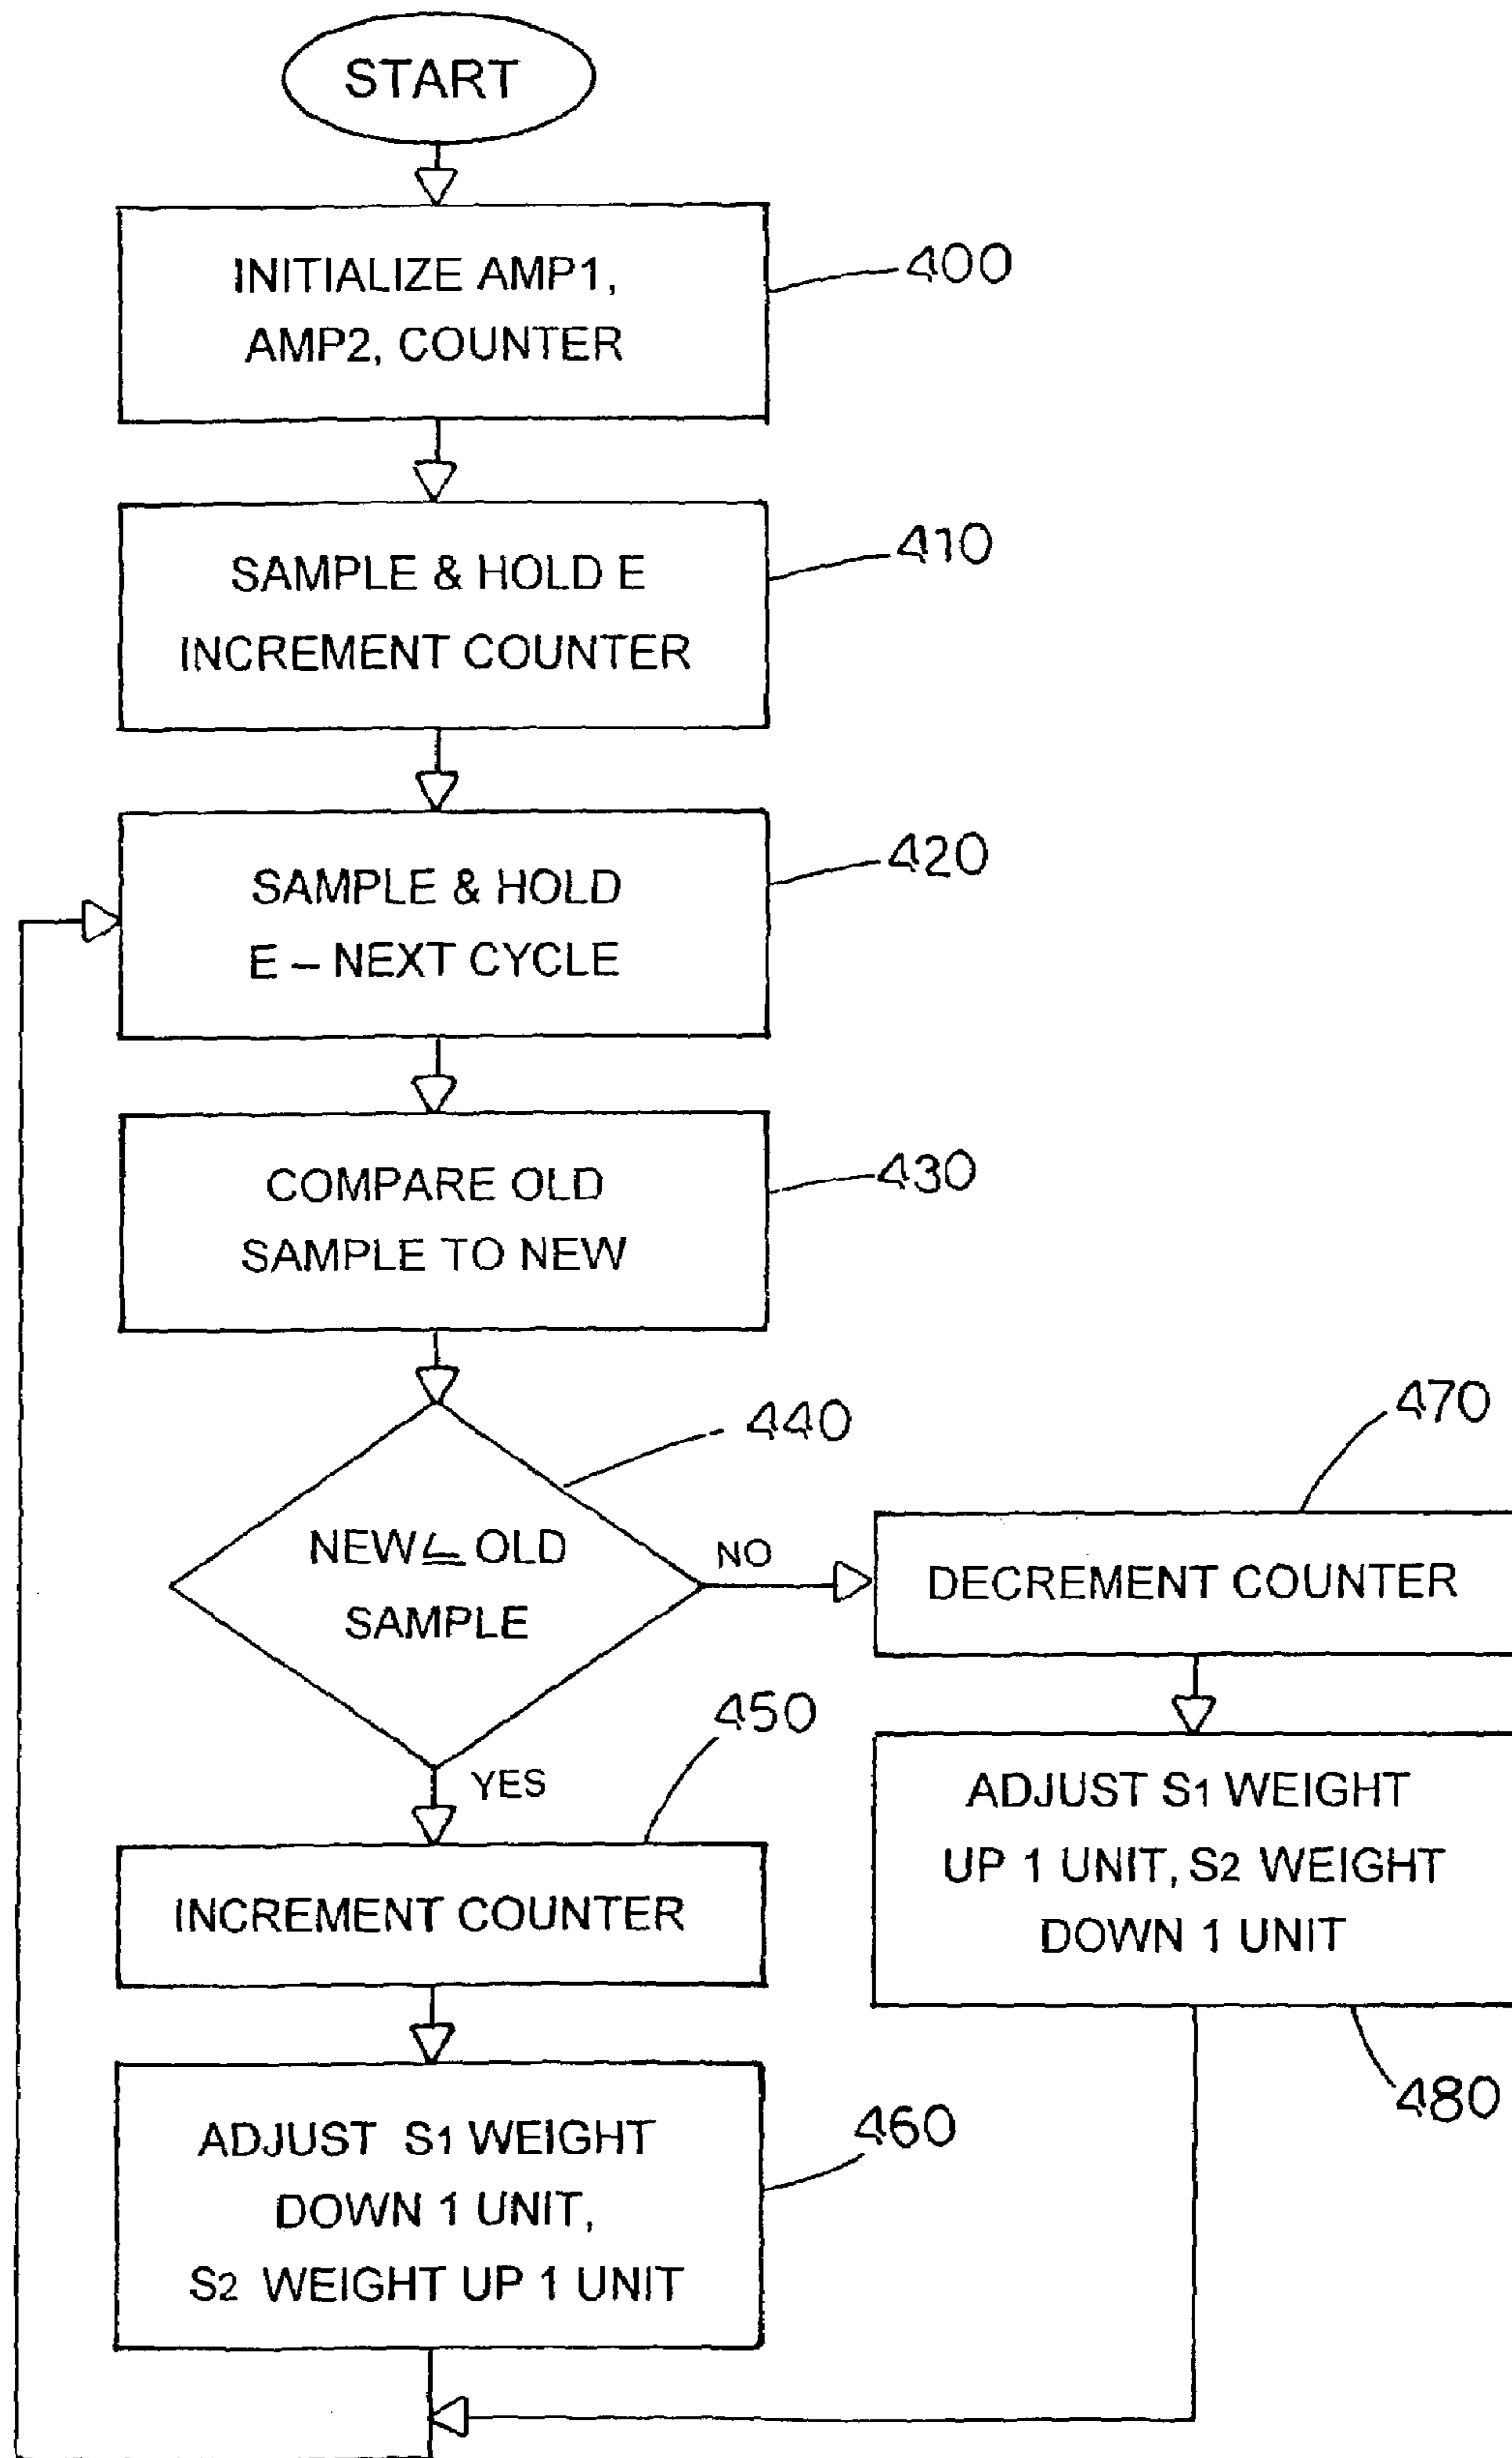 START
INITIALIZE AMP1,
AMP2, COUNTER
400
SAMPLE & HOLD E
INCREMENT COUNTER
410
SAMPLE & HOLD
E – NEXT CYCLE
420
COMPARE OLD
SAMPLE TO NEW
430
440
NEW ≤ OLD
SAMPLE
NO
YES
470
DECREMENT COUNTER
450
INCREMENT COUNTER
ADJUST S1 WEIGHT
UP 1 UNIT, S2 WEIGHT
DOWN 1 UNIT
480
ADJUST S1 WEIGHT
DOWN 1 UNIT,
S2 WEIGHT UP 1 UNIT
460